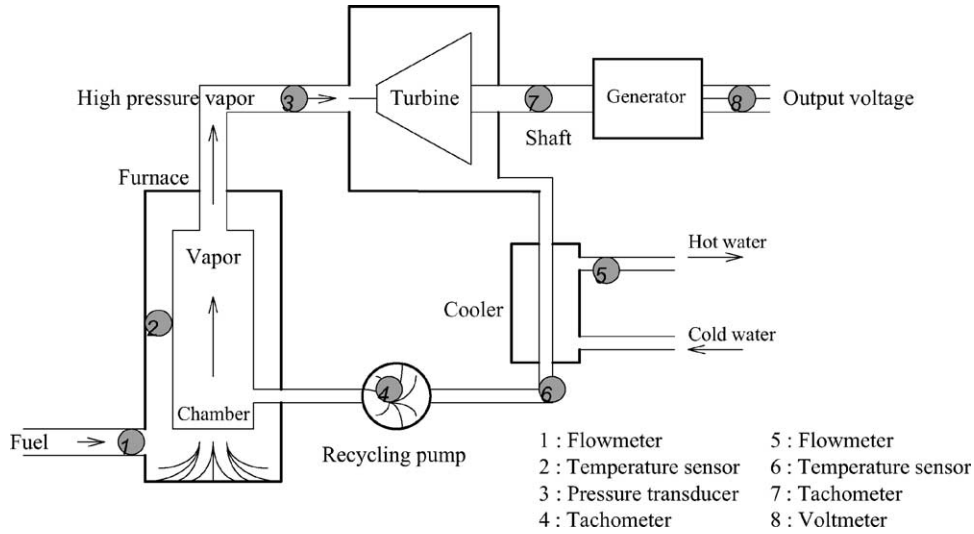 High pressure vapor
3
Turbine
7
Shaft
Generator
8
Output voltage
Furnace
Vapor
2
Chamber
Fuel
1
4
Recycling pump
Cooler
5
Hot water
Cold water
6
1 : Flowmeter
2 : Temperature sensor
3 : Pressure transducer
4 : Tachometer
5 : Flowmeter
6 : Temperature sensor
7 : Tachometer
8 : Voltmeter